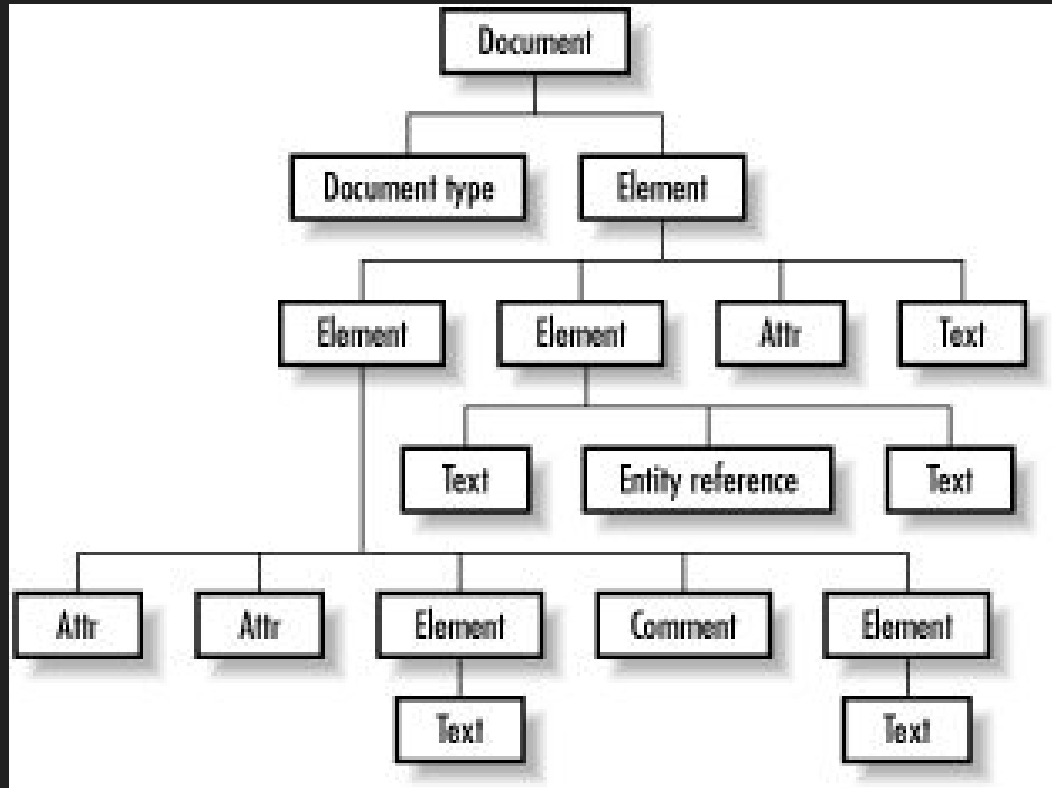 Document
Document type
Element
Element
Element
Attr
Text
Text
Entity reference
Text
Attr
Attr
Element
Comment
Element
Text
Text